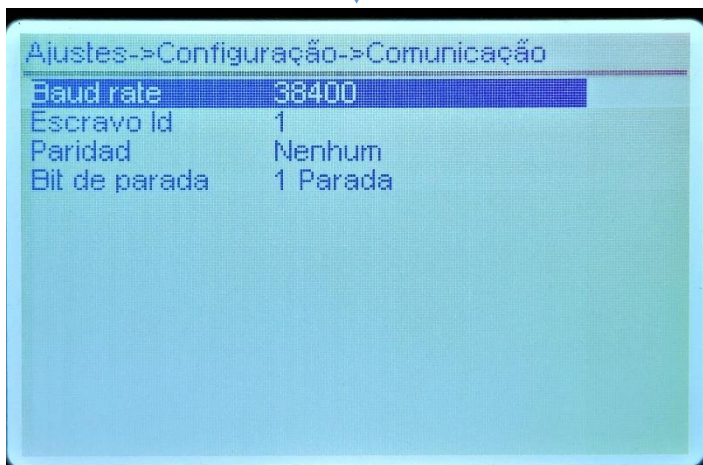 Ajustes->Configuração->Comunicação
Baud rate 38400
Escravo Id 1
Paridad Nenhum
Bit de parada 1 Parada